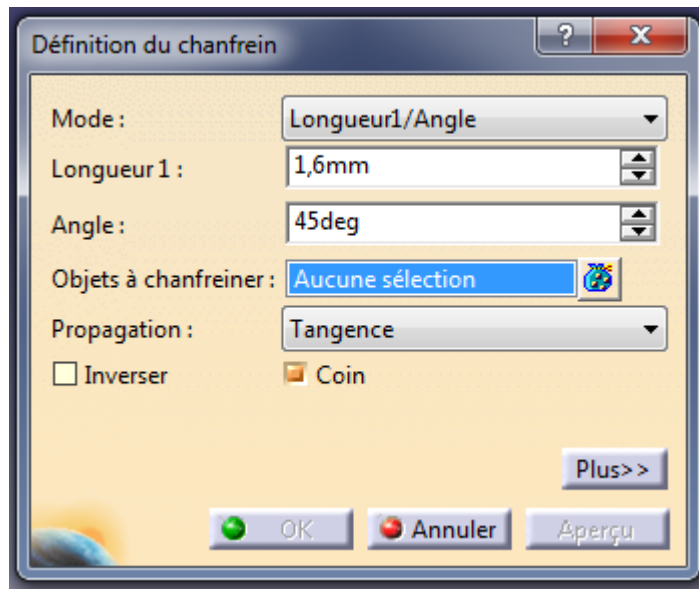 Définition du chanfrein
?
X
Mode : Longueur1/Angle
Longueur 1 : 1,6mm
Angle : 45deg
Objets à chanfreiner : Aucune sélection
Propagation : Tangence
Inverser Coin
Plus>>
OK Annuler Aperçu